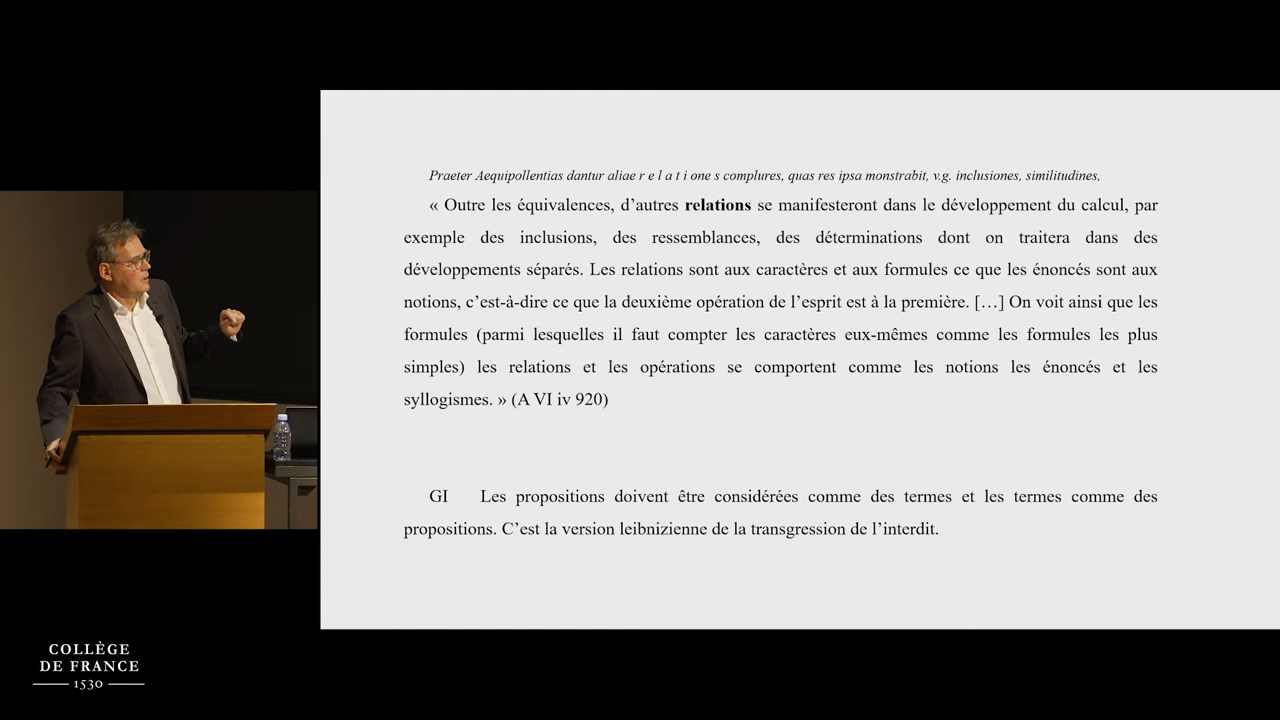 Praeter Aequipollentias dantur aliae r e l a t i one s complures, quas res ipsa monstrabit, v.g. inclusiones, similitudines,
« Outre les équivalences, d’autres relations se manifesteront dans le développement du calcul, par
exemple des inclusions, des ressemblances, des déterminations dont on traitera dans des
développements séparés. Les relations sont aux caractères et aux formules ce que les énoncés sont aux
notions, c’est-à-dire ce que la deuxième opération de l’esprit est à la première. […] On voit ainsi que les
formules (parmi lesquelles il faut compter les caractères eux-mêmes comme les formules les plus
simples) les relations et les opérations se comportent comme les notions les énoncés et les
syllogismes. » (A VI iv 920)
GI Les propositions doivent être considérées comme des termes et les termes comme des
propositions. C’est la version leibnizienne de la transgression de l’interdit.
COLLÈGE
DE FRANCE
1530